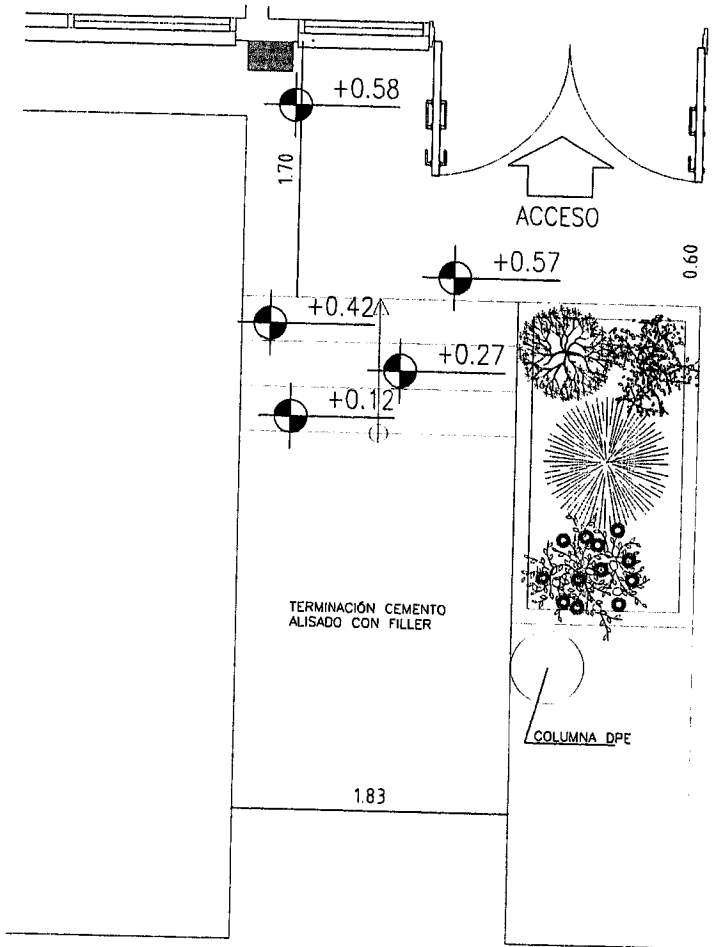 +0.58
1.70
ACCESO
0.60
+0.57
+0.42
+0.27
+0.12
TERMINACIÓN CEMENTO
ALISADO CON FILLER
COLUMNA DPE
1.83